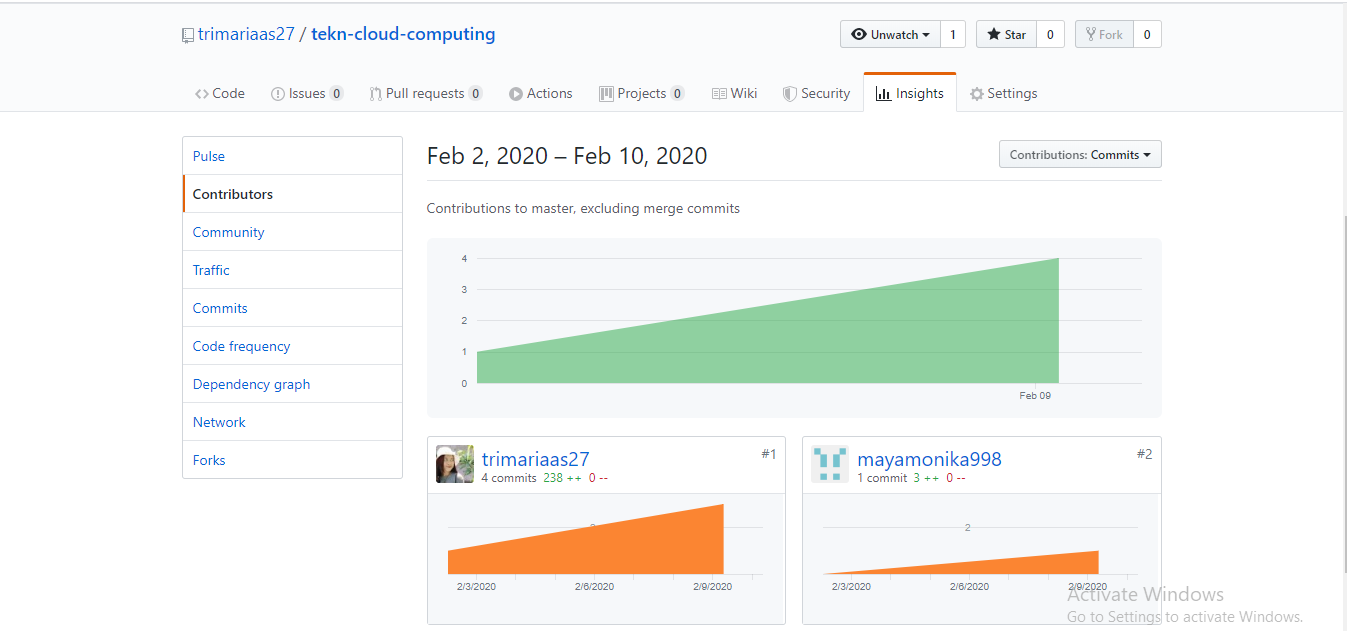 trimariaas27 / tekn-cloud-computing
Unwatch 1 Star 0 Fork 0
Code Issues 0 Pull requests 0 Actions Projects 0 Wiki Security Insights Settings
Pulse
Contributors
Community
Traffic
Commits
Code frequency
Dependency graph
Network
Forks
Feb 2, 2020 – Feb 10, 2020
Contributions: Commits
Contributions to master, excluding merge commits
4
3
2
1
0
Feb 09
trimariaas27 #1
4 commits 238 ++ 0 --
2/3/2020 2/6/2020 2/9/2020
mayamonika998 #2
1 commit 3 ++ 0 --
2
2/3/2020 2/6/2020 2/9/2020
Activate Windows
Go to Settings to activate Windows.